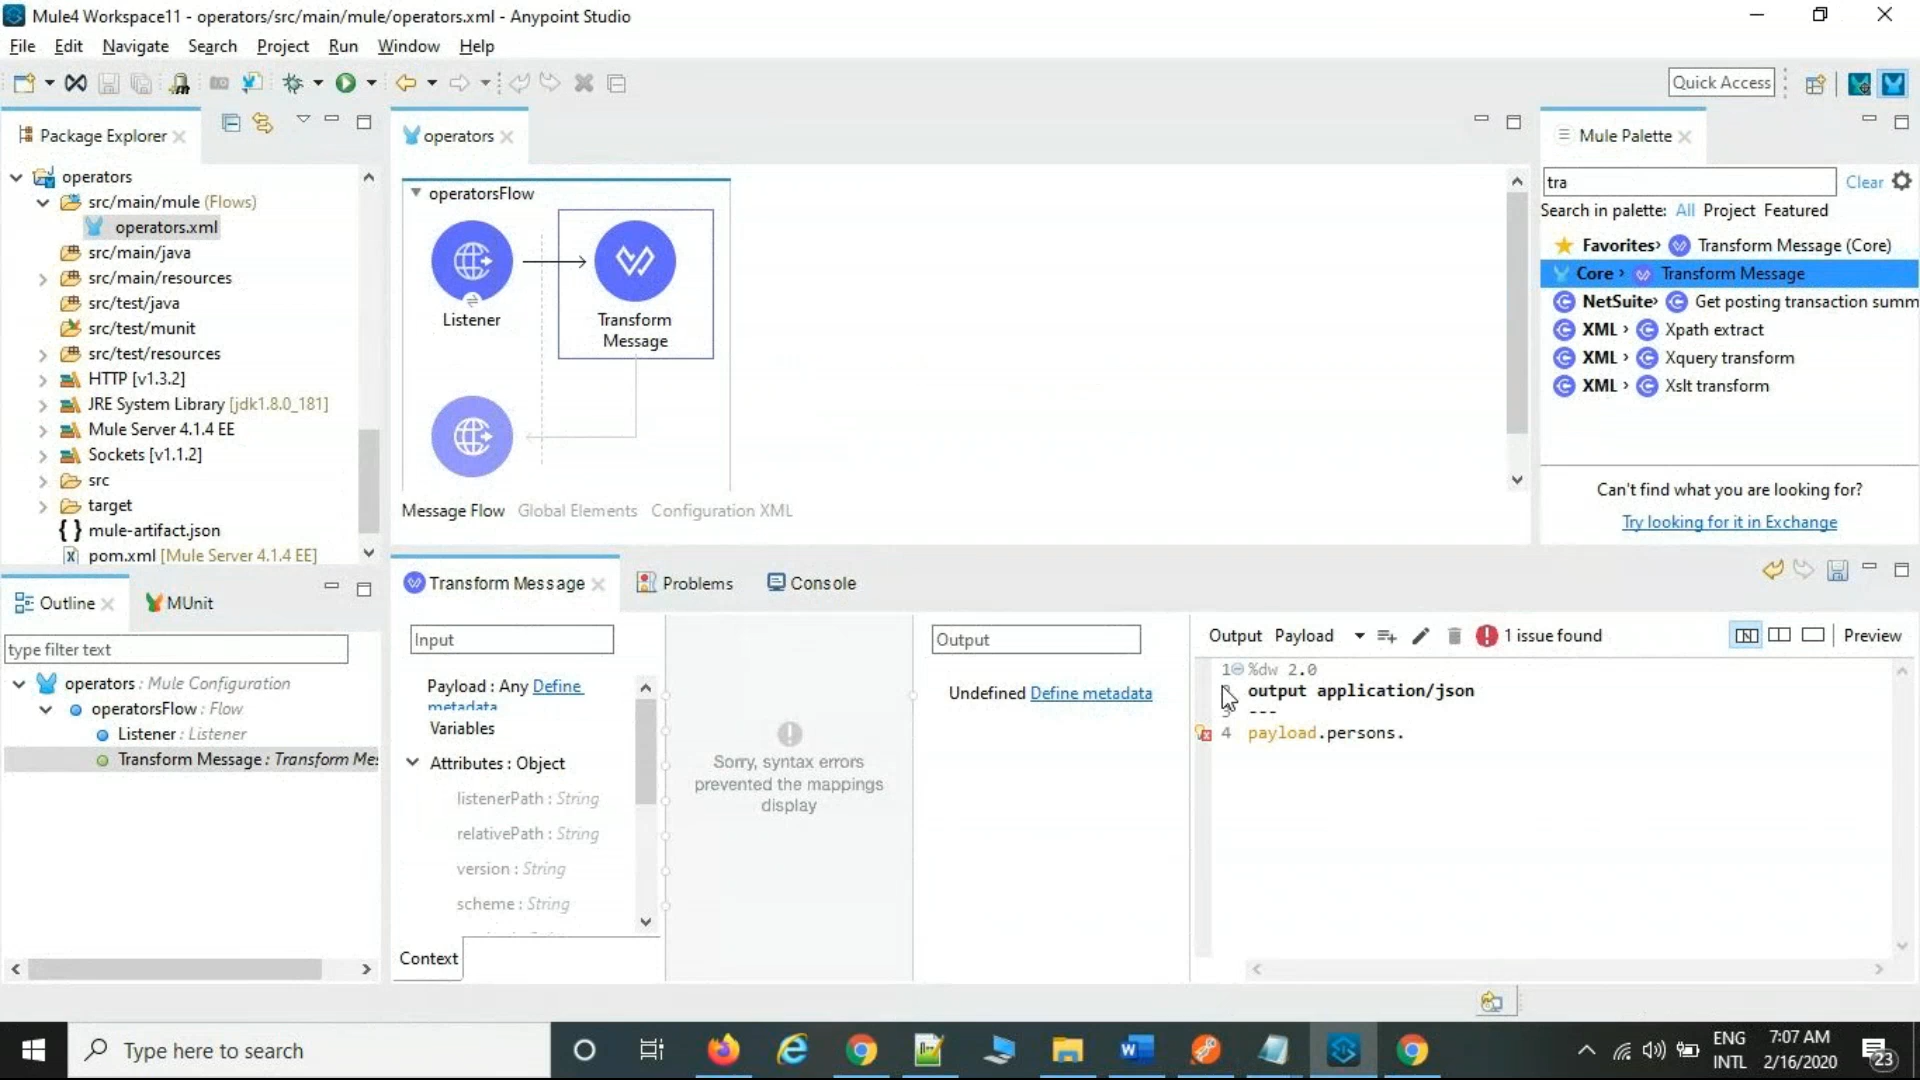 Mule4 Workspace11 - operators/src/main/mule/operators.xml - Anypoint Studio
File Edit Navigate Search Project Run Window Help
Quick Access
Package Explorer
operators
src/main/mule (Flows)
operators.xml
src/main/java
src/main/resources
src/test/java
src/test/munit
src/test/resources
HTTP [v1.3.2]
JRE System Library [jdk1.8.0_181]
Mule Server 4.1.4 EE
Sockets [v1.1.2]
src
target
mule-artifact.json
pom.xml [Mule Server 4.1.4 EE]
operators
operatorsFlow
Listener
Transform
Message
Message Flow Global Elements Configuration XML
Mule Palette
tra
Clear
Search in palette: All Project Featured
Favorites> Transform Message (Core)
Core > Transform Message
NetSuite> Get posting transaction summ
XML > Xpath extract
XML > Xquery transform
XML > Xslt transform
Can't find what you are looking for?
Try looking for it in Exchange
Outline
MUnit
type filter text
operators : Mule Configuration
operatorsFlow : Flow
Listener : Listener
Transform Message : Transform Me:
Transform Message
Problems
Console
Input
Payload : Any Define
metadata
Variables
Attributes : Object
listenerPath : String
relativePath : String
version : String
scheme : String
Context
Sorry, syntax errors
prevented the mappings
display
Output
Undefined Define metadata
Output Payload 1 issue found Preview
1 %dw 2.0
output application/json
3 ---
4 payload.persons.
Type here to search
ENG
INTL
7:07 AM
2/16/2020
23